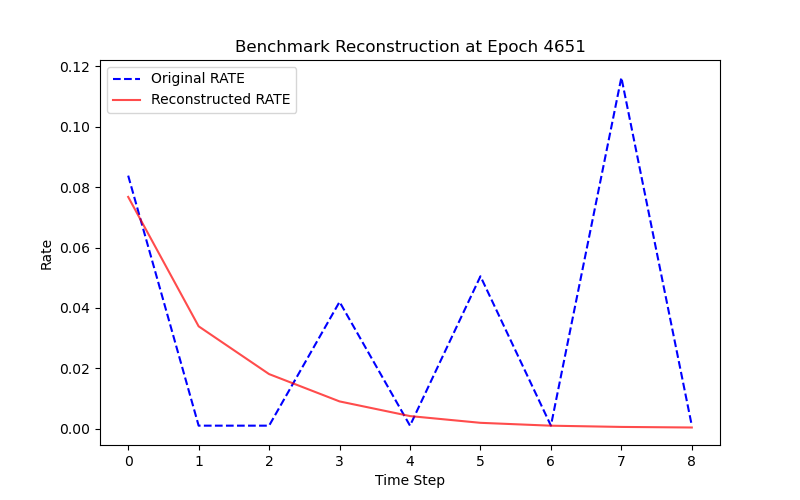 Benchmark Reconstruction at Epoch 4651
Original RATE
Reconstructed RATE
0.12
0.10
0.08
0.06
0.04
0.02
0.00
Rate
0 1 2 3 4 5 6 7 8
Time Step